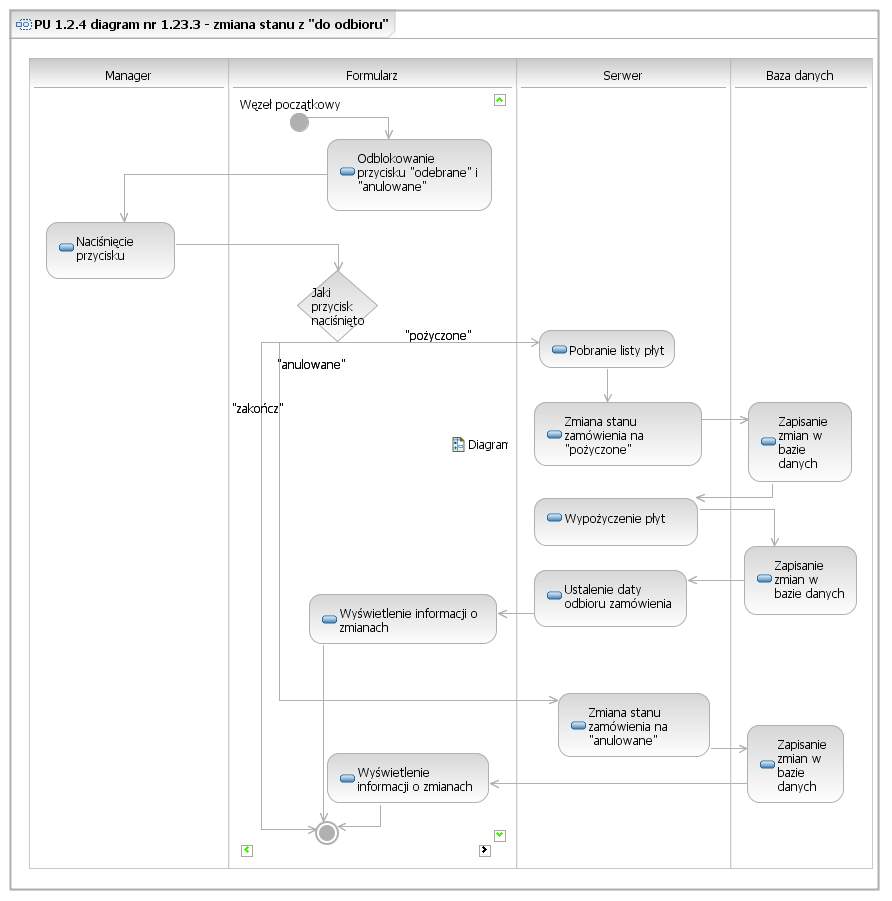 PU 1.2.4 diagram nr 1.23.3 - zmiana stanu z "do odbioru"
Manager
Formularz
Serwer
Baza danych
Węzeł początkowy
Odblokowanie
przycisku "odebrane" i
"anulowane"
Naciśnięcie
przycisku
Jaki
przycisk
naciśnięto
"pożyczone"
"anulowane"
"zakończ"
Pobranie listy płyt
Zmiana stanu
zamówienia na
"pożyczone"
Zapisanie
zmian w
bazie
danych
Diagram
Wypożyczenie płyt
Zapisanie
zmian w
bazie danych
Ustalenie daty
odbioru zamówienia
Wyświetlenie informacji o
zmianach
Zmiana stanu
zamówienia na
"anulowane"
Zapisanie
zmian w
bazie
danych
Wyświetlenie
informacji o zmianach